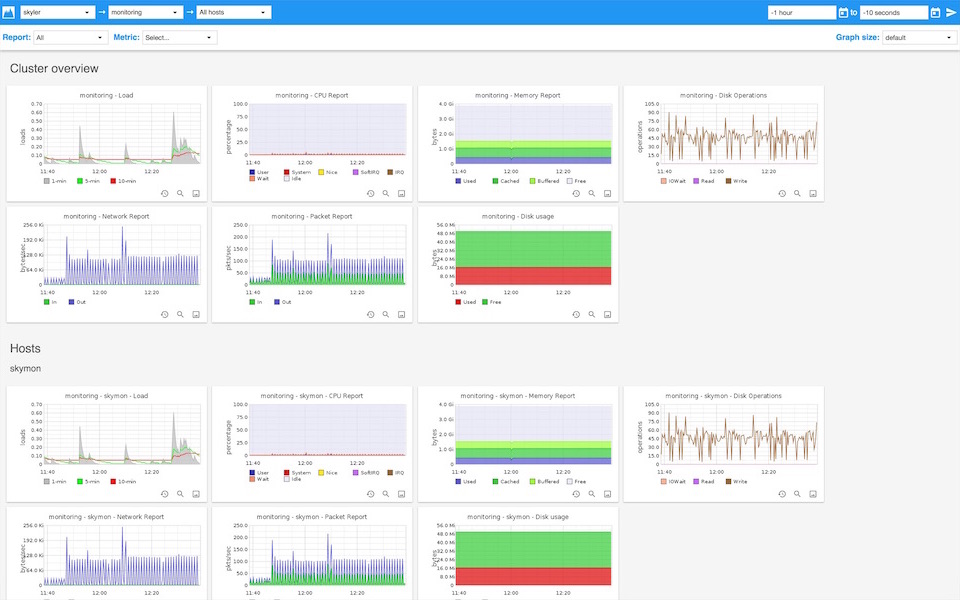 skyler monitoring All hosts -1 hour to -10 seconds
Report: All Metric: Select... Graph size: default
Cluster overview
monitoring - Load
loads
0.70
0.60
0.50
0.40
0.30
0.20
0.10
0.00
11:40 12:00 12:20
1-min 5-min 10-min
monitoring - CPU Report
percentage
100.0
75.0
50.0
25.0
0
11:40 12:00 12:20
User System Nice SoftIRQ IRQ
Wait Idle
monitoring - Memory Report
bytes
4.0 Gi
3.0 Gi
2.0 Gi
1.0 Gi
0
11:40 12:00 12:20
Used Cached Buffered Free
monitoring - Disk Operations
operations
105.0
90.0
75.0
60.0
45.0
30.0
15.0
0
11:40 12:00 12:20
IOWait Read Write
monitoring - Network Report
bytes/sec
256.0 Ki
192.0 Ki
128.0 Ki
64.0 Ki
0
11:40 12:00 12:20
In Out
monitoring - Packet Report
pkts/sec
250.0
200.0
150.0
100.0
50.0
0
11:40 12:00 12:20
In Out
monitoring - Disk usage
bytes
56.0 Mi
48.0 Mi
40.0 Mi
32.0 Mi
24.0 Mi
16.0 Mi
8.0 Mi
0
11:40 12:00 12:20
Used Free
Hosts
skymon
monitoring - skymon - Load
loads
0.70
0.60
0.50
0.40
0.30
0.20
0.10
0.00
11:40 12:00 12:20
1-min 5-min 10-min
monitoring - skymon - CPU Report
percentage
100.0
75.0
50.0
25.0
0
11:40 12:00 12:20
User System Nice SoftIRQ IRQ
Wait Idle
monitoring - skymon - Memory Report
bytes
4.0 Gi
3.0 Gi
2.0 Gi
1.0 Gi
0
11:40 12:00 12:20
Used Cached Buffered Free
monitoring - skymon - Disk Operations
operations
105.0
90.0
75.0
60.0
45.0
30.0
15.0
0
11:40 12:00 12:20
IOWait Read Write
monitoring - skymon - Network Report
bytes/sec
256.0 Ki
192.0 Ki
128.0 Ki
64.0 Ki
0
11:40 12:00 12:20
monitoring - skymon - Packet Report
pkts/sec
250.0
200.0
150.0
100.0
50.0
0
11:40 12:00 12:20
monitoring - skymon - Disk usage
bytes
56.0 Mi
48.0 Mi
40.0 Mi
32.0 Mi
24.0 Mi
16.0 Mi
8.0 Mi
0
11:40 12:00 12:20